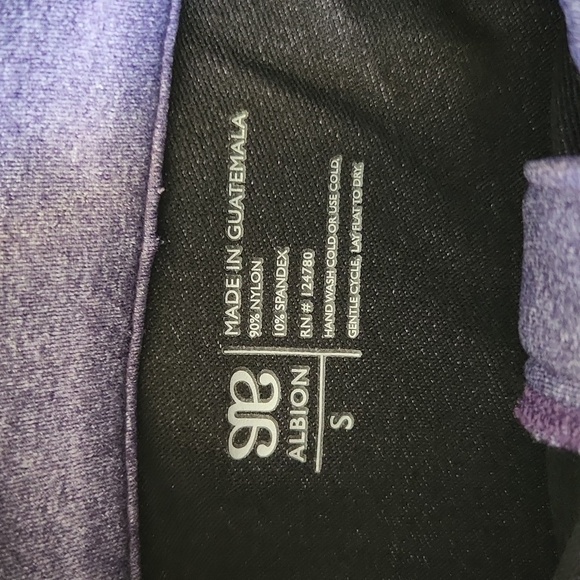 MADE IN GUATEMALA
90% NYLON
10% SPANDEX
RN # 124780
HAND WASH COLD OR USE COLD
GENTLE CYCLE, LAY FLAT TO DRY.
ALBION
S